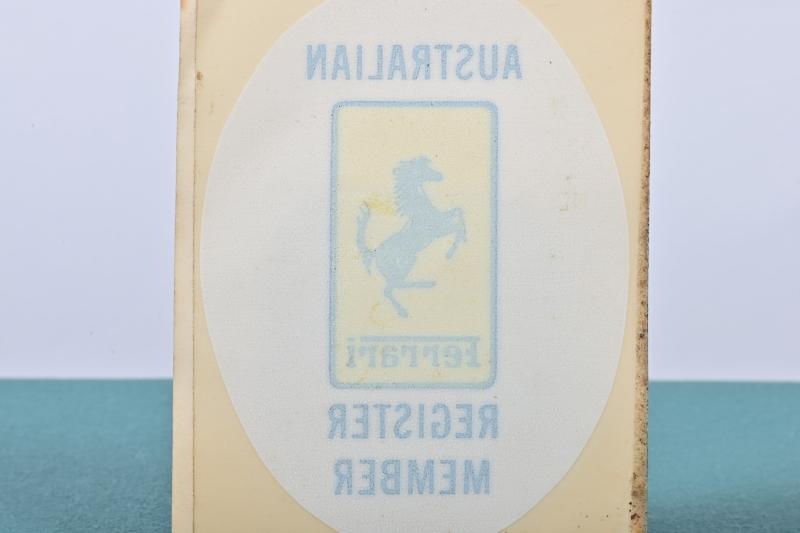 AUSTRALIAN
Ferrari
REGISTER
MEMBER